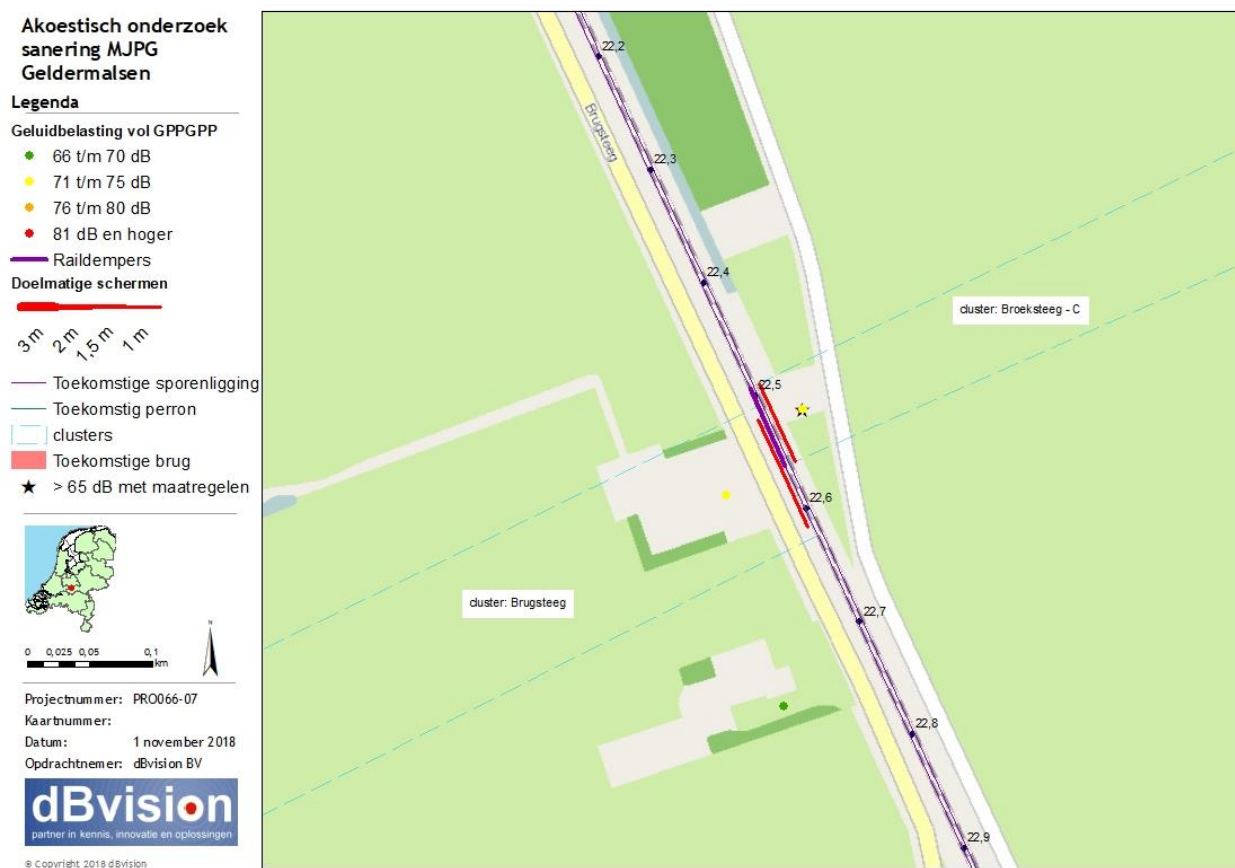 Akoestisch onderzoek
sanering MJPG
Geldermalsen
Legenda
Geluidbelasting vol GPPGPP
66 t/m 70 dB
71 t/m 75 dB
76 t/m 80 dB
81 dB en hoger
Raildempers
Doelmatige schermen
3 m 2 m 1,5 m 1 m
Toekomstige sporenligging
Toekomstig perron
clusters
Toekomstige brug
> 65 dB met maatregelen
N
0 0,025 0,05 0,1
km
Projectnummer: PRO066-07
Kaartnummer:
Datum: 1 november 2018
Opdrachtnemer: dBvision BV
dBvision
partner in kennis, innovatie en oplossingen
© Copyright 2018 dBvision
22,2
Brugsteeg
22,3
22,4
cluster: Broeksteeg - C
22,5
22,6
cluster: Brugsteeg
22,7
22,8
22,9